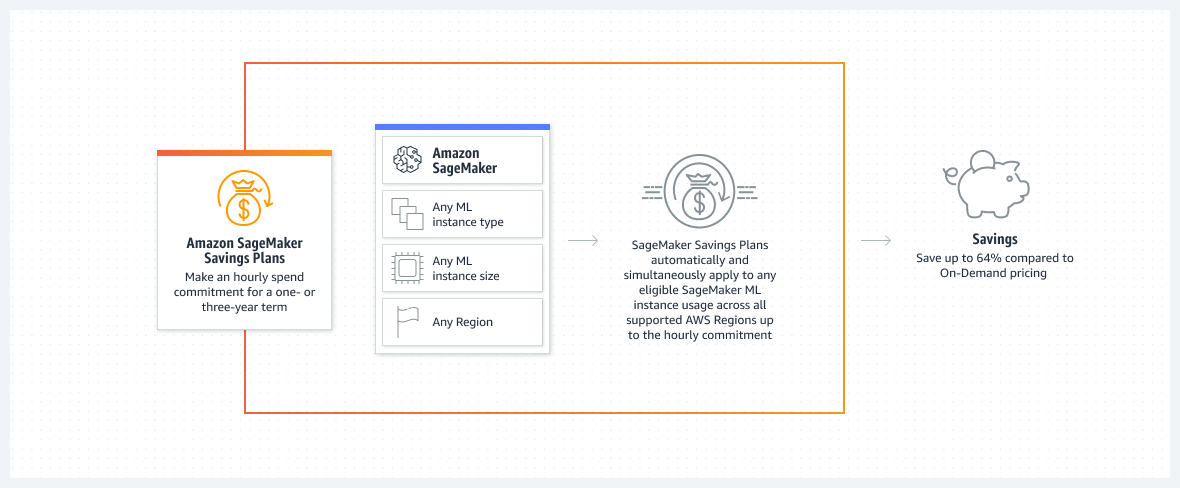 Amazon SageMaker
Savings Plans
Make an hourly spend
commitment for a one- or
three-year term
Amazon
SageMaker
Any ML
instance type
Any ML
instance size
Any Region
SageMaker Savings Plans
automatically and
simultaneously apply to any
eligible SageMaker ML
instance usage across all
supported AWS Regions up
to the hourly commitment
Savings
Save up to 64% compared to
On-Demand pricing